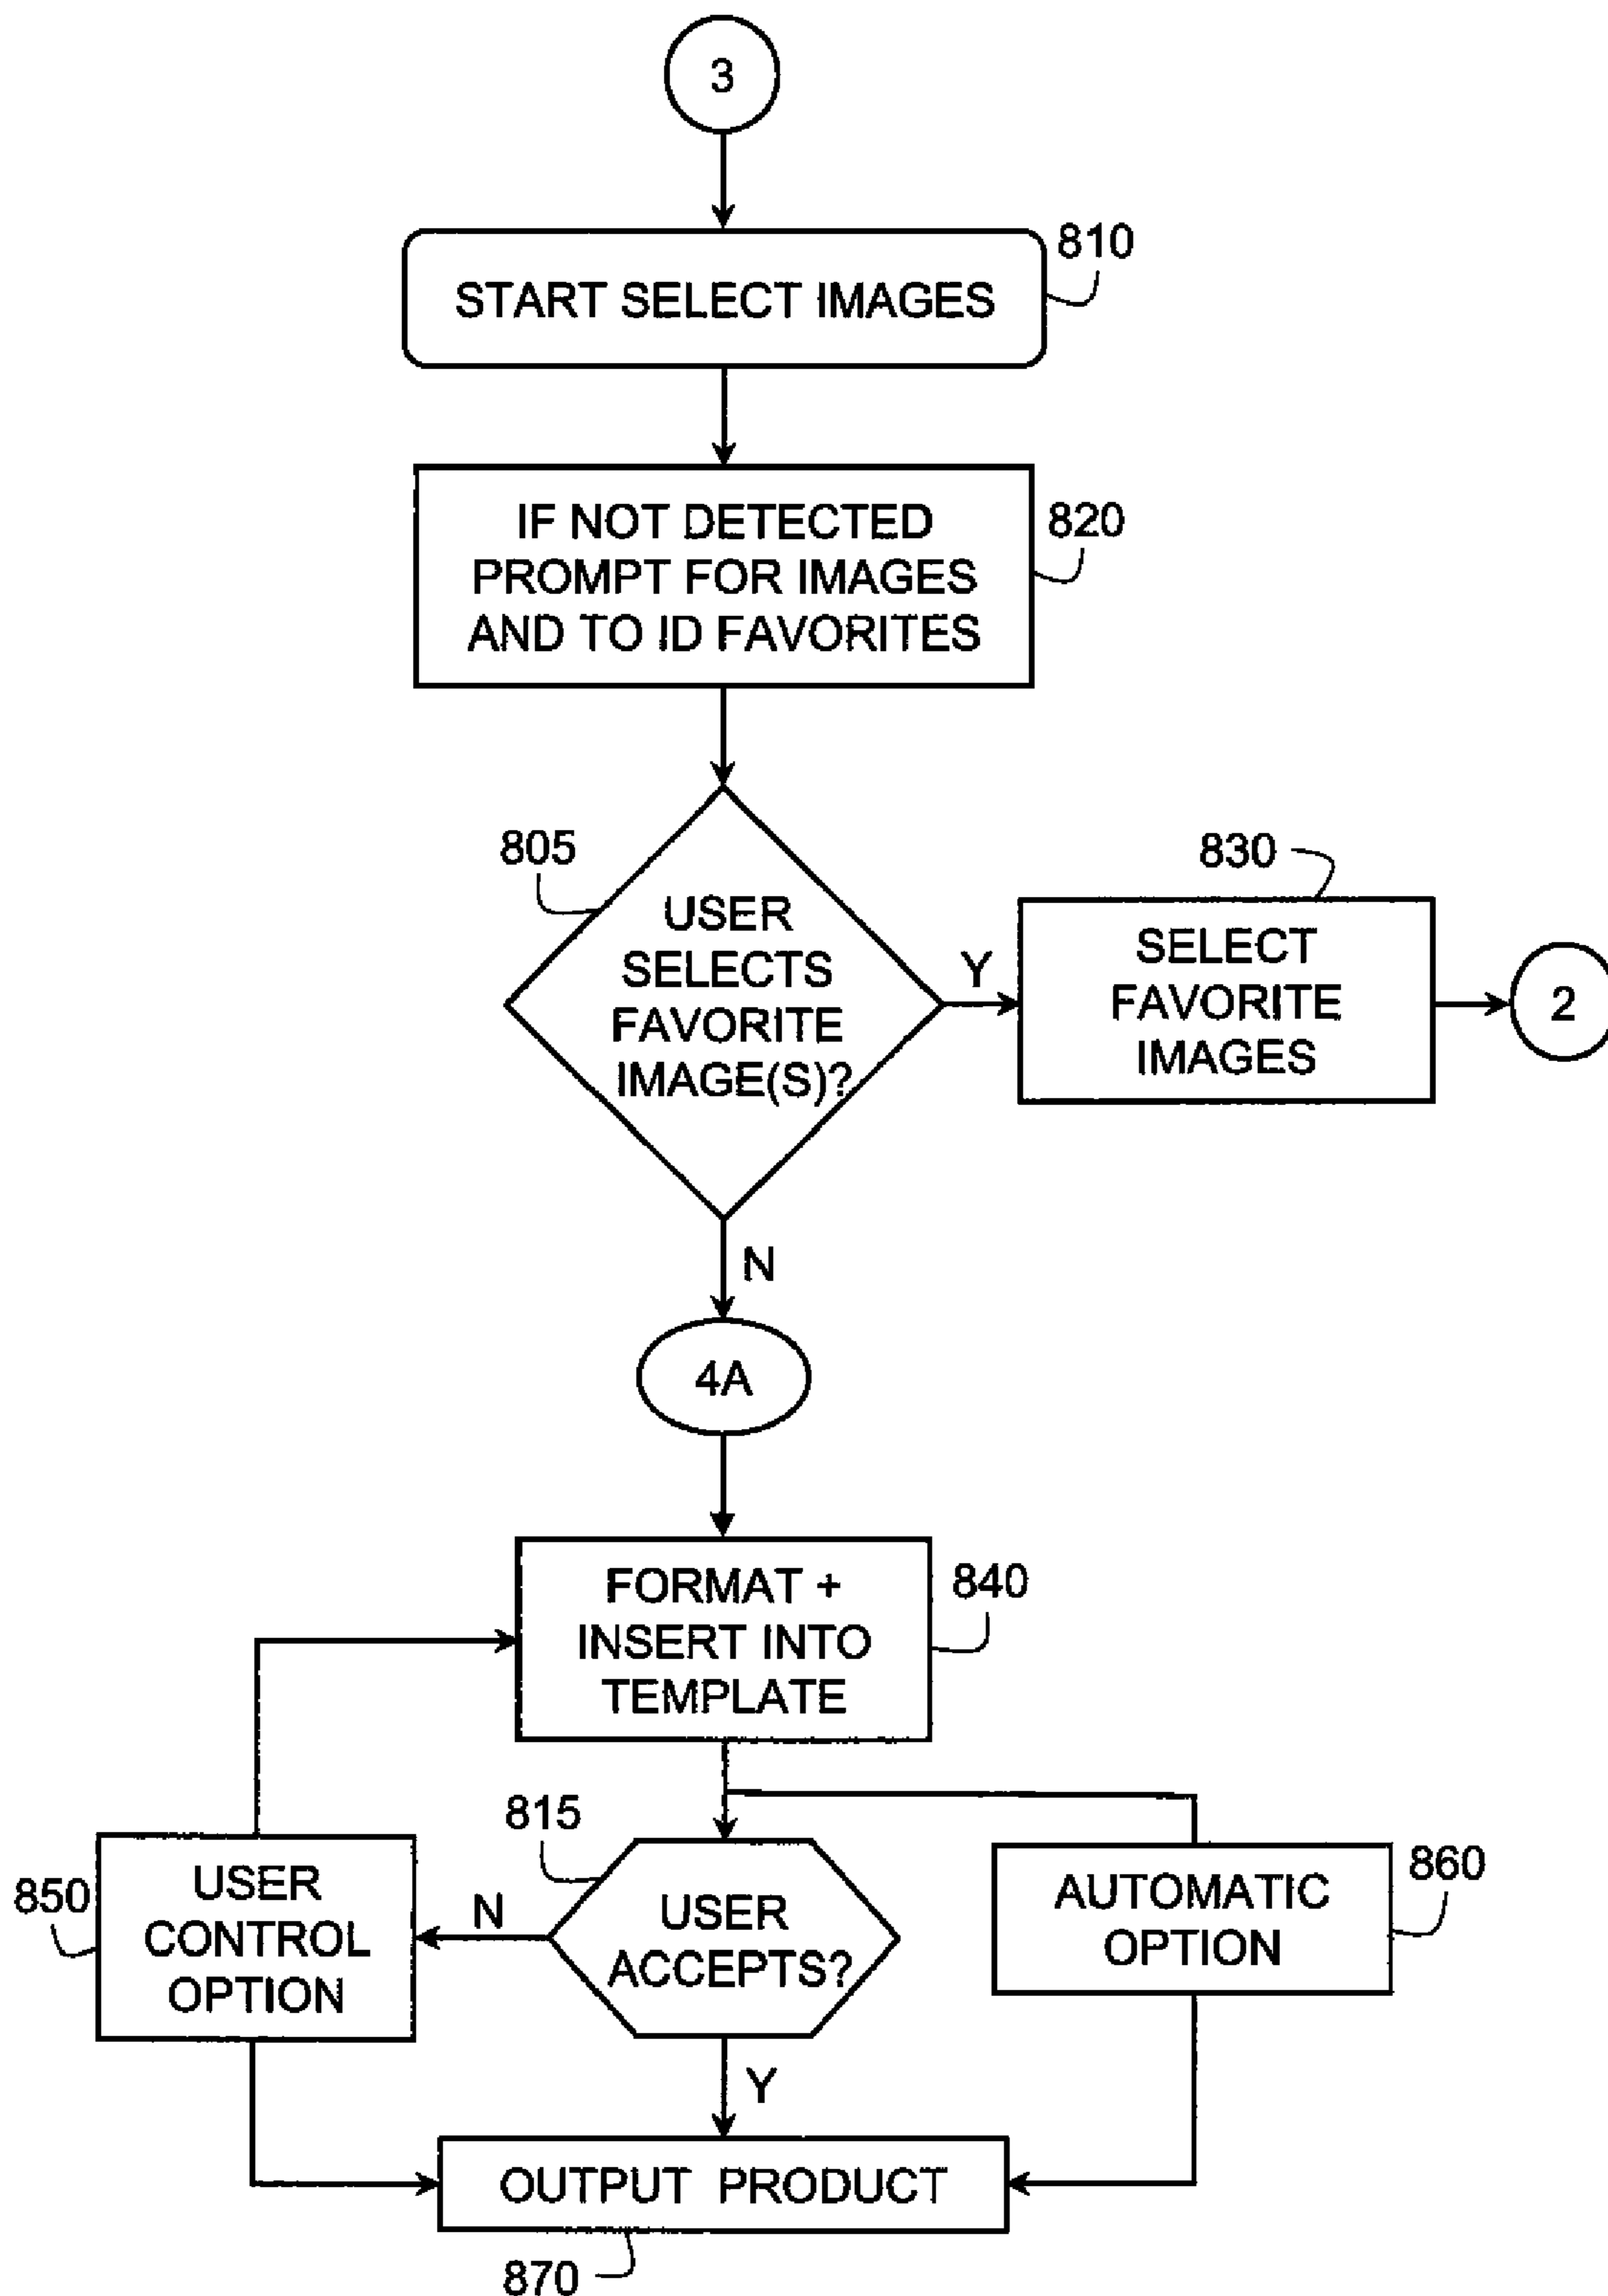 3
START SELECT IMAGES
810
IF NOT DETECTED
PROMPT FOR IMAGES
AND TO ID FAVORITES
820
805
USER
SELECTS
FAVORITE
IMAGE(S)?
Y
830
SELECT
FAVORITE
IMAGES
2
N
4A
FORMAT +
INSERT INTO
TEMPLATE
840
815
USER
ACCEPTS?
N
850
USER
CONTROL
OPTION
860
AUTOMATIC
OPTION
Y
OUTPUT PRODUCT
870